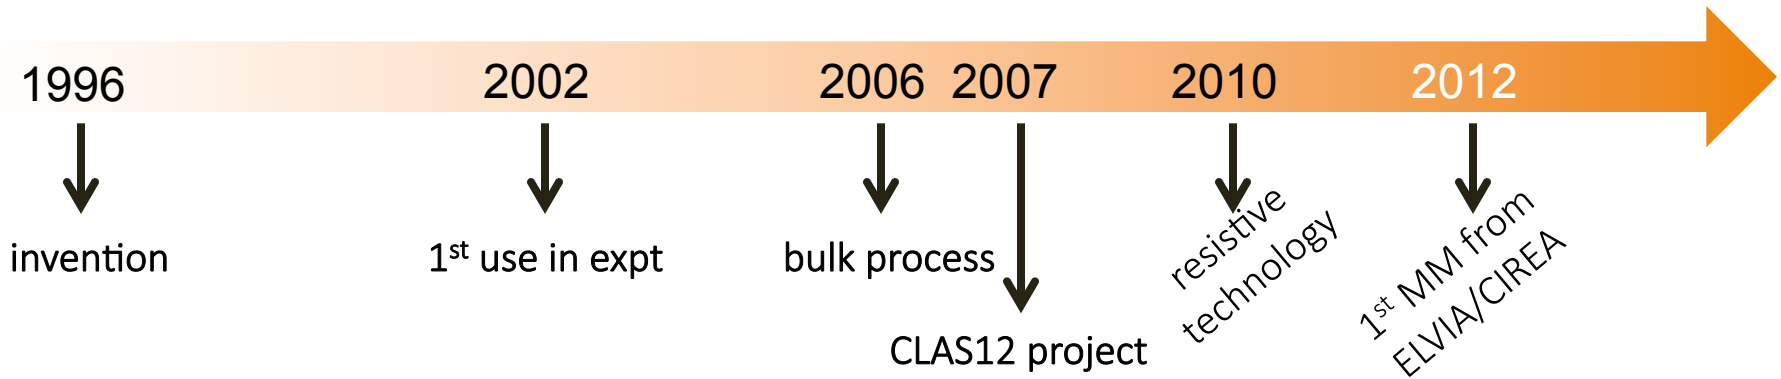 1996 2002 2006 2007 2010 2012
invention
1st use in expt
bulk process
CLAS12 project
resistive
technology
1st MM from
ELVIA/CIREA